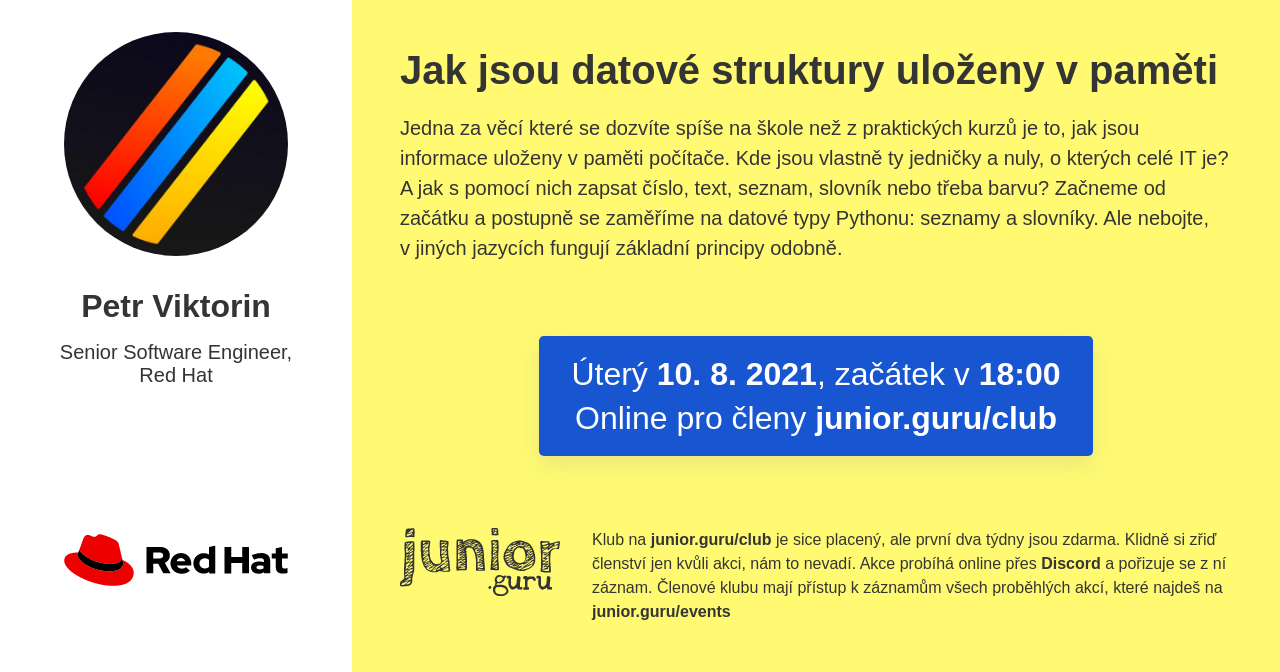 Petr Viktorin
Senior Software Engineer,
Red Hat
Red Hat
Jak jsou datové struktury uloženy v paměti
Jedna za věcí které se dozvíte spíše na škole než z praktických kurzů je to, jak jsou
informace uloženy v paměti počítače. Kde jsou vlastně ty jedničky a nuly, o kterých celé IT je?
A jak s pomocí nich zapsat číslo, text, seznam, slovník nebo třeba barvu? Začneme od
začátku a postupně se zaměříme na datové typy Pythonu: seznamy a slovníky. Ale nebojte,
v jiných jazycích fungují základní principy odobně.
Úterý 10. 8. 2021, začátek v 18:00
Online pro členy junior.guru/club
junior
.guru
Klub na junior.guru/club je sice placený, ale první dva týdny jsou zdarma. Klidně si zřiď
členství jen kvůli akci, nám to nevadí. Akce probíhá online přes Discord a pořizuje se z ní
záznam. Členové klubu mají přístup k záznamům všech proběhlých akcí, které najdeš na
junior.guru/events